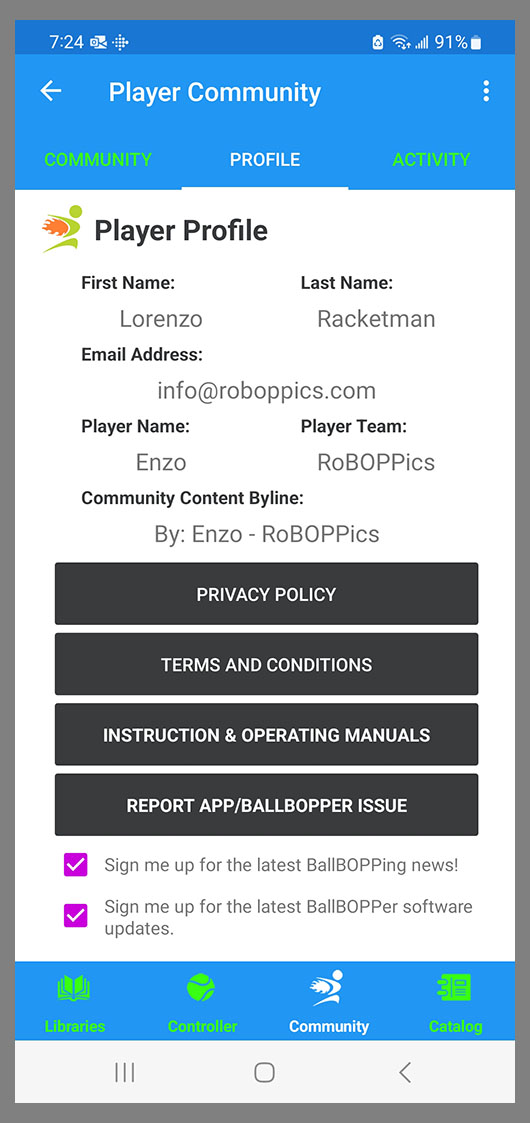 7:24 91%
Player Community
COMMUNITY PROFILE ACTIVITY
Player Profile
First Name: Last Name:
Lorenzo Racketman
Email Address:
info@roboppics.com
Player Name: Player Team:
Enzo RoBOPPics
Community Content Byline:
By: Enzo - RoBOPPics
PRIVACY POLICY
TERMS AND CONDITIONS
INSTRUCTION & OPERATING MANUALS
REPORT APP/BALLBOPPER ISSUE
Sign me up for the latest BallBOPPing news!
Sign me up for the latest BallBOPPer software
updates.
Libraries Controller Community Catalog